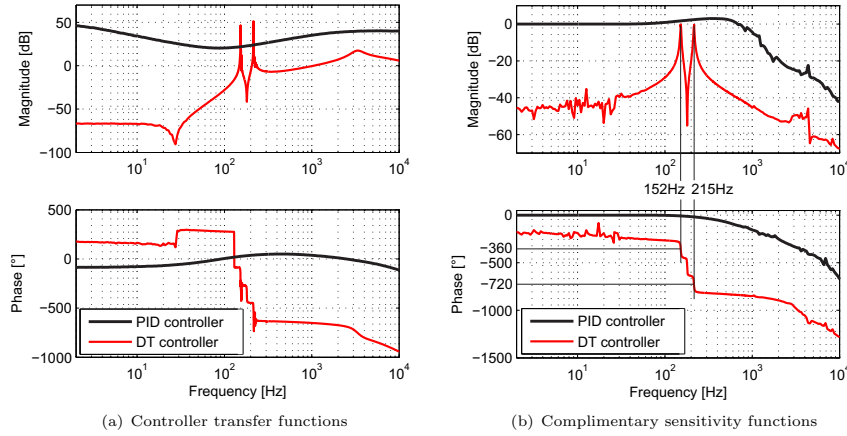 50
0
−50
−100
Magnitude [dB]
10^1
10^2
10^3
10^4
500
0
−500
−1000
Phase [°]
PID controller
DT controller
10^1
10^2
10^3
10^4
Frequency [Hz]
(a) Controller transfer functions
0
−20
−40
−60
Magnitude [dB]
10^1
10^2
10^3
10^4
152Hz
215Hz
0
−360
−500
−720
−1000
−1500
Phase [°]
PID controller
DT controller
10^1
10^2
10^3
10^4
Frequency [Hz]
(b) Complimentary sensitivity functions